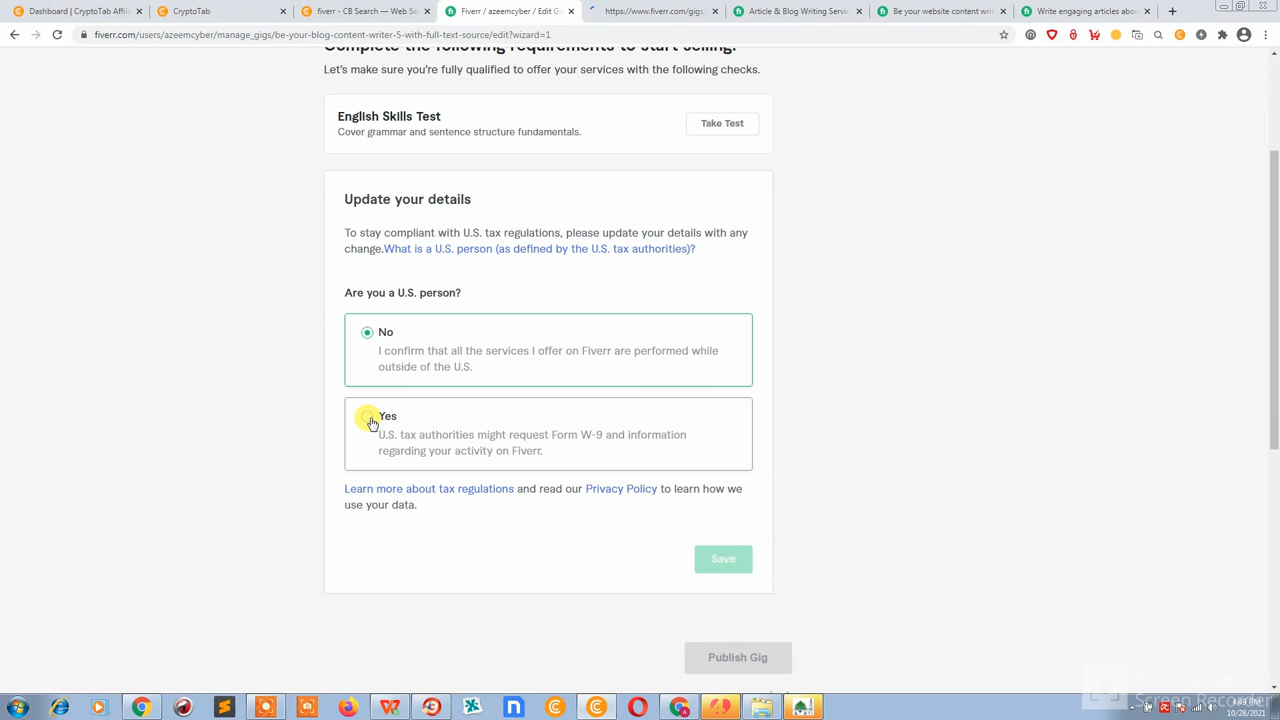 Dashboard | CryptoTab Affili
CryptoTab
fiverr - CB Search — Web Se
Fiverr / azeemcyber / Edit Gi
https://www.fiverr.com/gigs
Article & Blog Writing Servic
Be your website content writ
Write engaging articles abou
fiverr.com/users/azeemcyber/manage_gigs/be-your-blog-content-writer-5-with-full-text-source/edit?wizard=1
Complete the following requirements to start selling.
Let's make sure you're fully qualified to offer your services with the following checks.
English Skills Test
Cover grammar and sentence structure fundamentals.
Take Test
Update your details
To stay compliant with U.S. tax regulations, please update your details with any
change.What is a U.S. person (as defined by the U.S. tax authorities)?
Are you a U.S. person?
No
I confirm that all the services I offer on Fiverr are performed while
outside of the U.S.
Yes
U.S. tax authorities might request Form W-9 and information
regarding your activity on Fiverr.
Learn more about tax regulations and read our Privacy Policy to learn how we
use your data.
Save
Publish Gig
Screen Recorder
10/28/2021